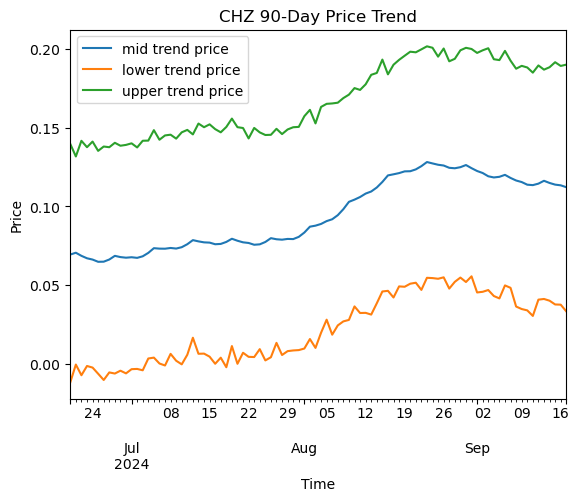 CHZ 90-Day Price Trend
mid trend price
lower trend price
upper trend price
0.20
0.15
0.10
0.05
0.00
Price
24 08 15 22 29 05 12 19 26 02 09 16
Jul Aug Sep
2024
Time